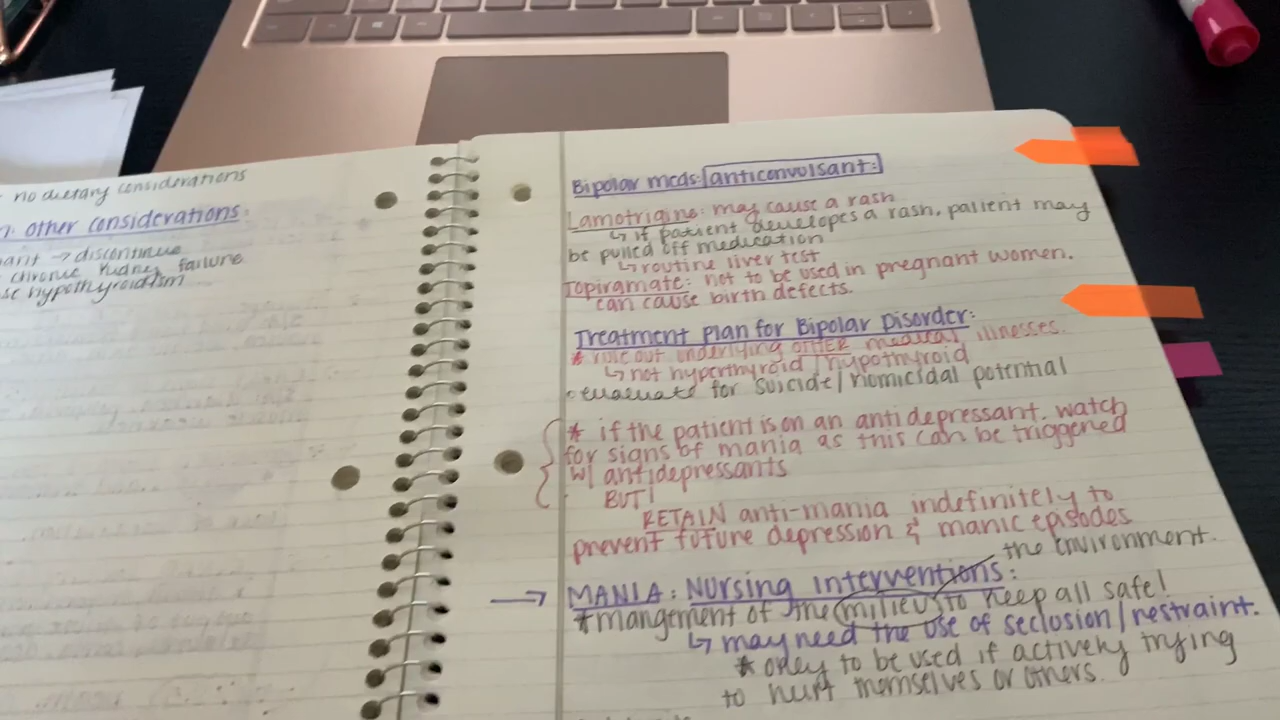 no dietary considerations
other considerations:
→ discontinue
chronic kidney failure
hypothyroidism
Bipolar meds: anticonvulsant:
Lamotrigine: may cause a rash
↳ if patient developes a rash, patient may
be pulled off medication
↳ routine liver test
Topiramate: not to be used in pregnant women.
can cause birth defects.
Treatment Plan for Bipolar Disorder:
* rule out underlying OTHER medical illnesses.
↳ not hyperthyroid/hypothyroid
evaluate for suicide/homicidal potential
* if the patient is on an antidepressant. watch
for signs of mania as this can be triggered
w/ antidepressants
BUT!
RETAIN anti-mania indefinitely to
prevent future depression & manic episodes
the environment.
→ MANIA: Nursing Interventions:
* mangement of the milieu to keep all safe!
↳ may need the use of seclusion/restraint.
* only to be used if actively trying
to hurt themselves or others.